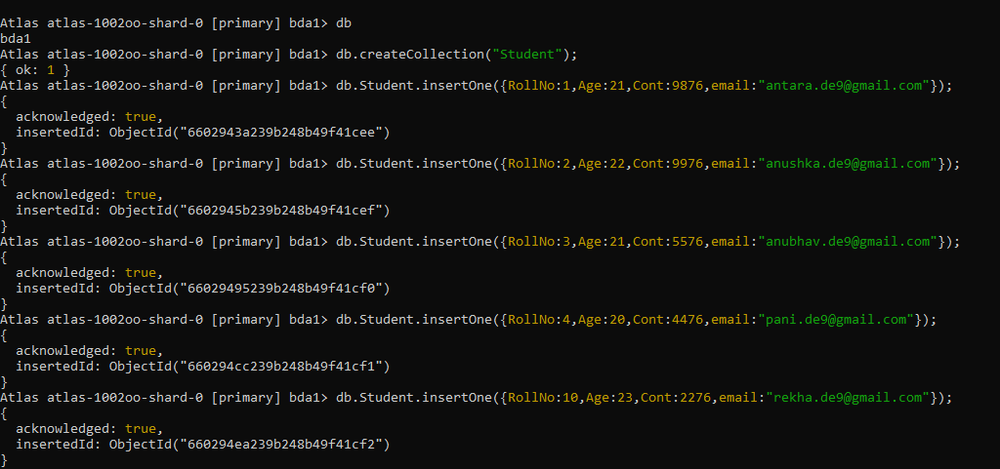 Atlas atlas-1002oo-shard-0 [primary] bda1> db
bda1
Atlas atlas-1002oo-shard-0 [primary] bda1> db.createCollection("Student");
{ ok: 1 }
Atlas atlas-1002oo-shard-0 [primary] bda1> db.Student.insertOne({RollNo:1,Age:21,Cont:9876,email:"antara.de9@gmail.com"});
{
  acknowledged: true,
  insertedId: ObjectId("6602943a239b248b49f41cee")
}
Atlas atlas-1002oo-shard-0 [primary] bda1> db.Student.insertOne({RollNo:2,Age:22,Cont:9976,email:"anushka.de9@gmail.com"});
{
  acknowledged: true,
  insertedId: ObjectId("6602945b239b248b49f41cef")
}
Atlas atlas-1002oo-shard-0 [primary] bda1> db.Student.insertOne({RollNo:3,Age:21,Cont:5576,email:"anubhav.de9@gmail.com"});
{
  acknowledged: true,
  insertedId: ObjectId("66029495239b248b49f41cf0")
}
Atlas atlas-1002oo-shard-0 [primary] bda1> db.Student.insertOne({RollNo:4,Age:20,Cont:4476,email:"pani.de9@gmail.com"});
{
  acknowledged: true,
  insertedId: ObjectId("660294cc239b248b49f41cf1")
}
Atlas atlas-1002oo-shard-0 [primary] bda1> db.Student.insertOne({RollNo:10,Age:23,Cont:2276,email:"rekha.de9@gmail.com"});
{
  acknowledged: true,
  insertedId: ObjectId("660294ea239b248b49f41cf2")
}